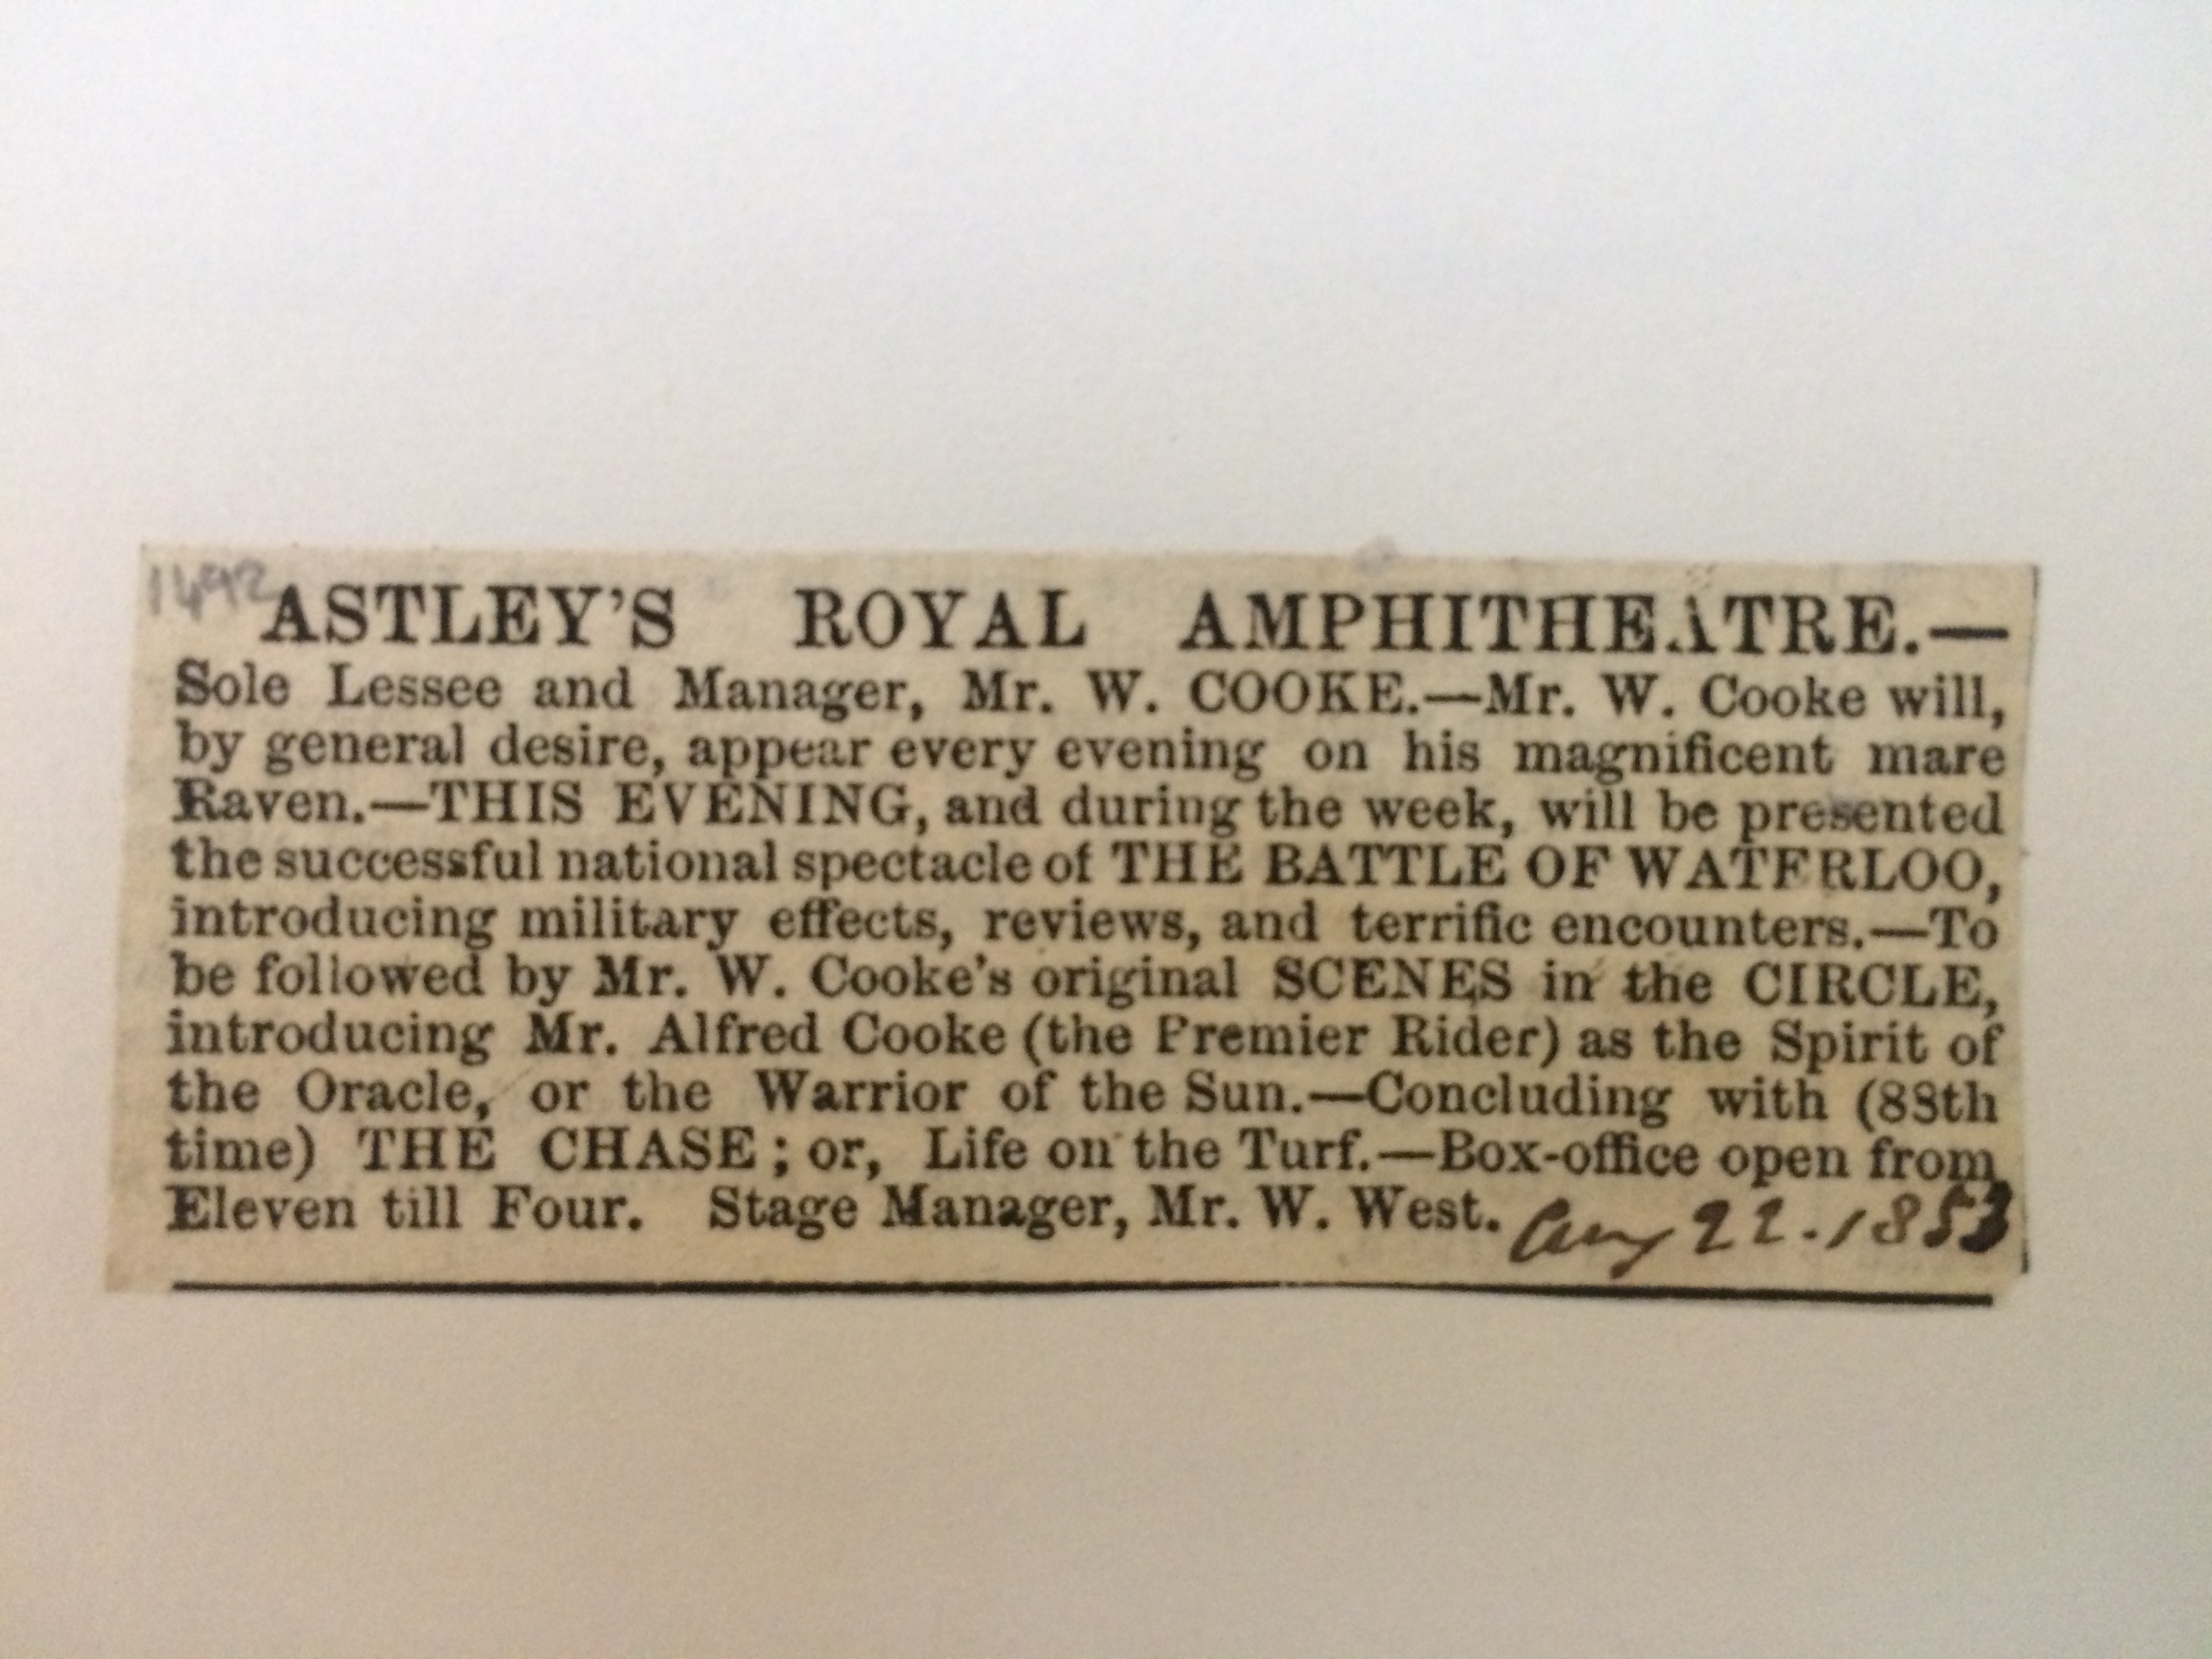 1492
ASTLEY'S ROYAL AMPHITHEATRE.—
Sole Lessee and Manager, Mr. W. COOKE.—Mr. W. Cooke will,
by general desire, appear every evening on his magnificent mare
Raven.—THIS EVENING, and during the week, will be presented
the successful national spectacle of THE BATTLE OF WATERLOO,
introducing military effects, reviews, and terrific encounters.—To
be followed by Mr. W. Cooke's original SCENES in the CIRCLE,
introducing Mr. Alfred Cooke (the Premier Rider) as the Spirit of
the Oracle, or the Warrior of the Sun.—Concluding with (88th
time) THE CHASE; or, Life on the Turf.—Box-office open from
Eleven till Four. Stage Manager, Mr. W. West.
Aug 22. 1853